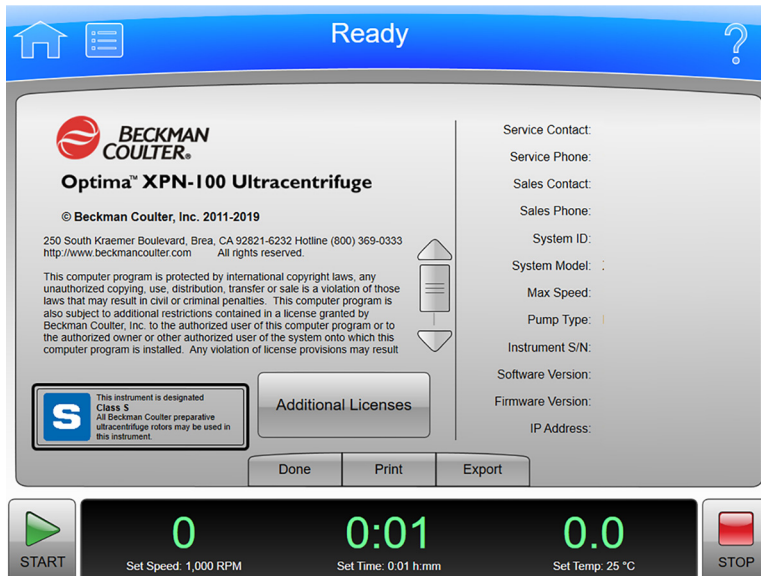 Ready
BECKMAN
COULTER®
Optima™ XPN-100 Ultracentrifuge
© Beckman Coulter, Inc. 2011-2019
250 South Kraemer Boulevard, Brea, CA 92821-6232 Hotline (800) 369-0333
http://www.beckmancoulter.com All rights reserved.
This computer program is protected by international copyright laws, any
unauthorized copying, use, distribution, transfer or sale is a violation of those
laws that may result in civil or criminal penalties. This computer program is
also subject to additional restrictions contained in a license granted by
Beckman Coulter, Inc. to the authorized user of this computer program or to
the authorized owner or other authorized user of the system onto which this
computer program is installed. Any violation of license provisions may result
S
This instrument is designated
Class S
All Beckman Coulter preparative
ultracentrifuge rotors may be used in
this instrument.
Additional Licenses
Service Contact:
Service Phone:
Sales Contact:
Sales Phone:
System ID:
System Model:
Max Speed:
Pump Type:
Instrument S/N:
Software Version:
Firmware Version:
IP Address:
Done Print Export
START
0
Set Speed: 1,000 RPM
0:01
Set Time: 0:01 h:mm
0.0
Set Temp: 25 °C
STOP